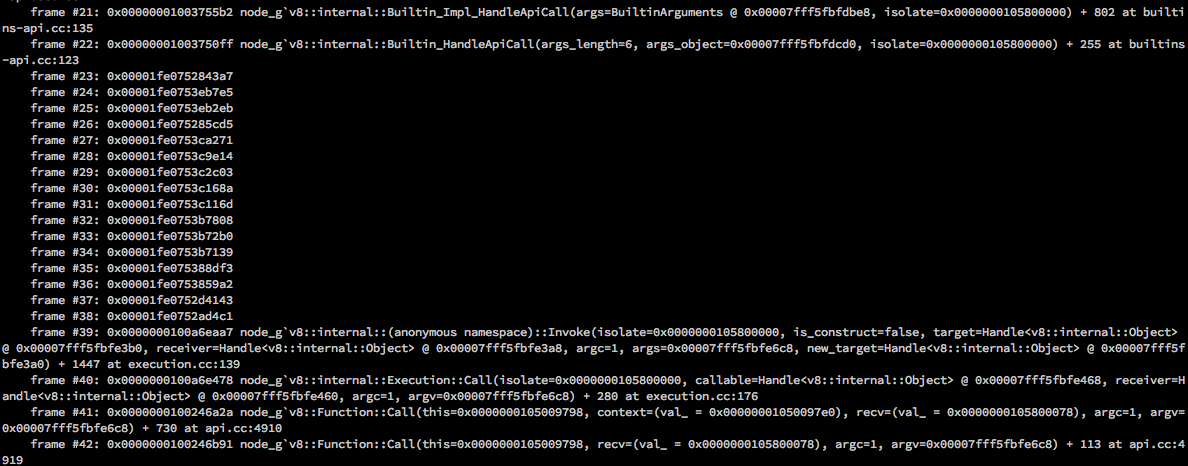 frame #21: 0x00000001003755b2 node_g`v8::internal::Builtin_Impl_HandleApiCall(args=BuiltinArguments @ 0x00007fff5fbfdbe8, isolate=0x0000000105800000) + 802 at builti
ns-api.cc:135
frame #22: 0x00000001003750ff node_g`v8::internal::Builtin_HandleApiCall(args_length=6, args_object=0x00007fff5fbfdcd0, isolate=0x0000000105800000) + 255 at builtins
-api.cc:123
frame #23: 0x00001fe0752843a7
frame #24: 0x00001fe0753eb7e5
frame #25: 0x00001fe0753eb2eb
frame #26: 0x00001fe075285cd5
frame #27: 0x00001fe0753ca271
frame #28: 0x00001fe0753c9e14
frame #29: 0x00001fe0753c2c03
frame #30: 0x00001fe0753c168a
frame #31: 0x00001fe0753c116d
frame #32: 0x00001fe0753b7808
frame #33: 0x00001fe0753b72b0
frame #34: 0x00001fe0753b7139
frame #35: 0x00001fe075388df3
frame #36: 0x00001fe0753859a2
frame #37: 0x00001fe0752d4143
frame #38: 0x00001fe0752ad4c1
frame #39: 0x0000000100a6eaa7 node_g`v8::internal::(anonymous namespace)::Invoke(isolate=0x0000000105800000, is_construct=false, target=Handle<v8::internal::Object>
@ 0x00007fff5fbfe3b0, receiver=Handle<v8::internal::Object> @ 0x00007fff5fbfe3a8, argc=1, args=0x00007fff5fbfe6c8, new_target=Handle<v8::internal::Object> @ 0x00007fff5f
bfe3a0) + 1447 at execution.cc:139
frame #40: 0x0000000100a6e478 node_g`v8::internal::Execution::Call(isolate=0x0000000105800000, callable=Handle<v8::internal::Object> @ 0x00007fff5fbfe468, receiver=H
andle<v8::internal::Object> @ 0x00007fff5fbfe460, argc=1, argv=0x00007fff5fbfe6c8) + 280 at execution.cc:176
frame #41: 0x0000000100246a2a node_g`v8::Function::Call(this=0x0000000105009798, context=(val_ = 0x00000001050097e0), recv=(val_ = 0x0000000105800078), argc=1, argv=
0x00007fff5fbfe6c8) + 730 at api.cc:4910
frame #42: 0x0000000100246b91 node_g`v8::Function::Call(this=0x0000000105009798, recv=(val_ = 0x0000000105800078), argc=1, argv=0x00007fff5fbfe6c8) + 113 at api.cc:4
919